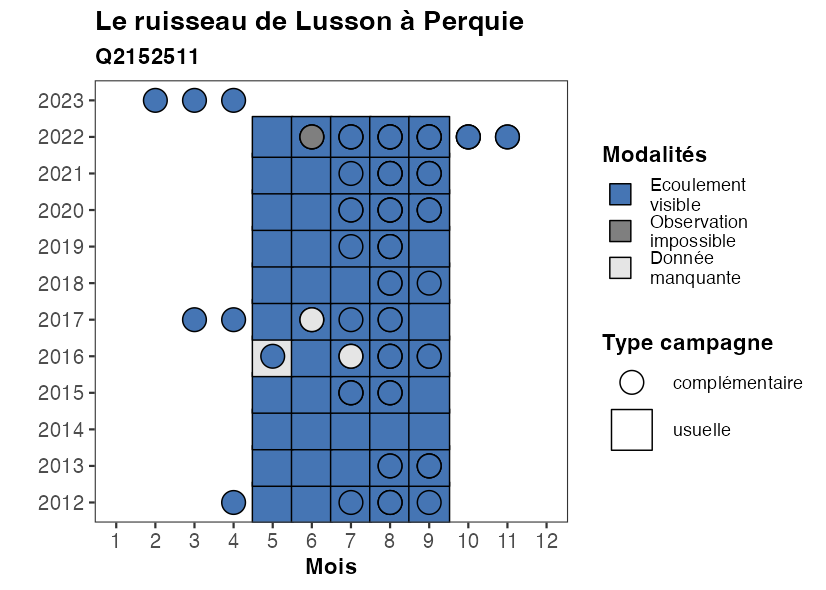 Le ruisseau de Lusson à Perquie
Q2152511
2023
2022
2021
2020
2019
2018
2017
2016
2015
2014
2013
2012
1 2 3 4 5 6 7 8 9 10 11 12
Mois
Modalités
Ecoulement
visible
Observation
impossible
Donnée
manquante
Type campagne
complémentaire
usuelle